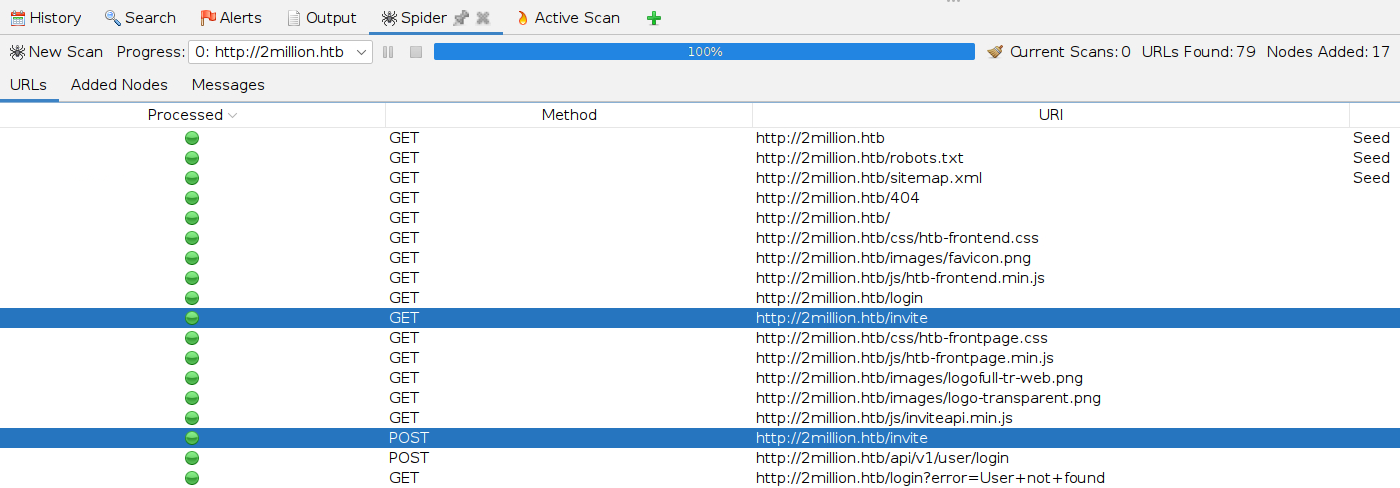 History Search Alerts Output Spider Active Scan
New Scan Progress: 0: http://2million.htb 100% Current Scans: 0 URLs Found: 79 Nodes Added: 17
URLs Added Nodes Messages
Processed Method URI
GET http://2million.htb Seed
GET http://2million.htb/robots.txt Seed
GET http://2million.htb/sitemap.xml Seed
GET http://2million.htb/404
GET http://2million.htb/
GET http://2million.htb/css/htb-frontend.css
GET http://2million.htb/images/favicon.png
GET http://2million.htb/js/htb-frontend.min.js
GET http://2million.htb/login
GET http://2million.htb/invite
GET http://2million.htb/css/htb-frontpage.css
GET http://2million.htb/js/htb-frontpage.min.js
GET http://2million.htb/images/logofull-tr-web.png
GET http://2million.htb/images/logo-transparent.png
GET http://2million.htb/js/inviteapi.min.js
POST http://2million.htb/invite
POST http://2million.htb/api/v1/user/login
GET http://2million.htb/login?error=User+not+found